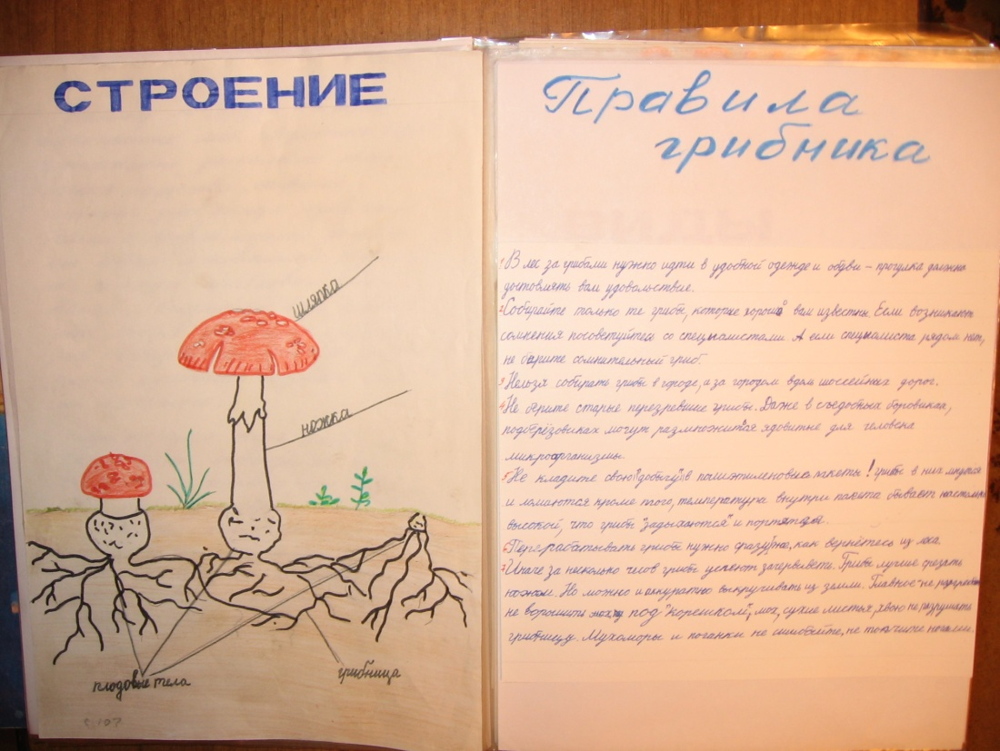 СТРОЕНИЕ
шляпка
ножка
плодовые тела
грибница
Правила
грибника
1 В лес за грибами нужно идти в удобной одежде и обуви – прогулка должна
доставлять вам удовольствие.
2 Собирайте только те грибы, которые хорошо вам известны. Если возникают
сомнения посоветуйтесь со специалистами. А если специалиста рядом нет,
не берите сомнительный гриб.
3 Нельзя собирать грибы в городе, а за городом вдоль шоссейных дорог.
4 Не берите старые перезревшие грибы. Даже в съедобных боровиках,
подберёзовиках могут размножится ядовитые для человека
микроорганизмы.
5 Не кладите свою "добычу" в полиэтиленовые пакеты! грибы в них мнутся
и ломаются кроме того, температура внутри пакета бывает настолько
высокой, что грибы "задыхаются" и портятся.
6 Перерабатывать грибы нужно сразу же, как вернётесь из леса.
7 Иначе за несколько часов грибы успеют зачервиветь. Грибы лучше срезать
ножом. Но можно и аккуратно выкручивать из земли. Главное не
не ворошить под "корешком", мох, сухие листья, хвою не разрушать
грибницу. Мухоморы и поганки не сшибайте, не топчите ногами.